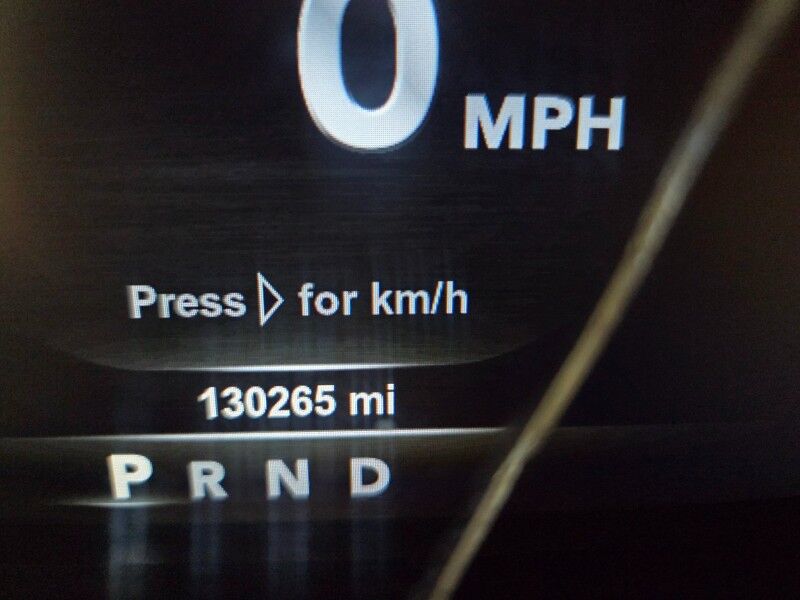 0 MPH
Press ▷ for km/h
130265 mi
P R N D